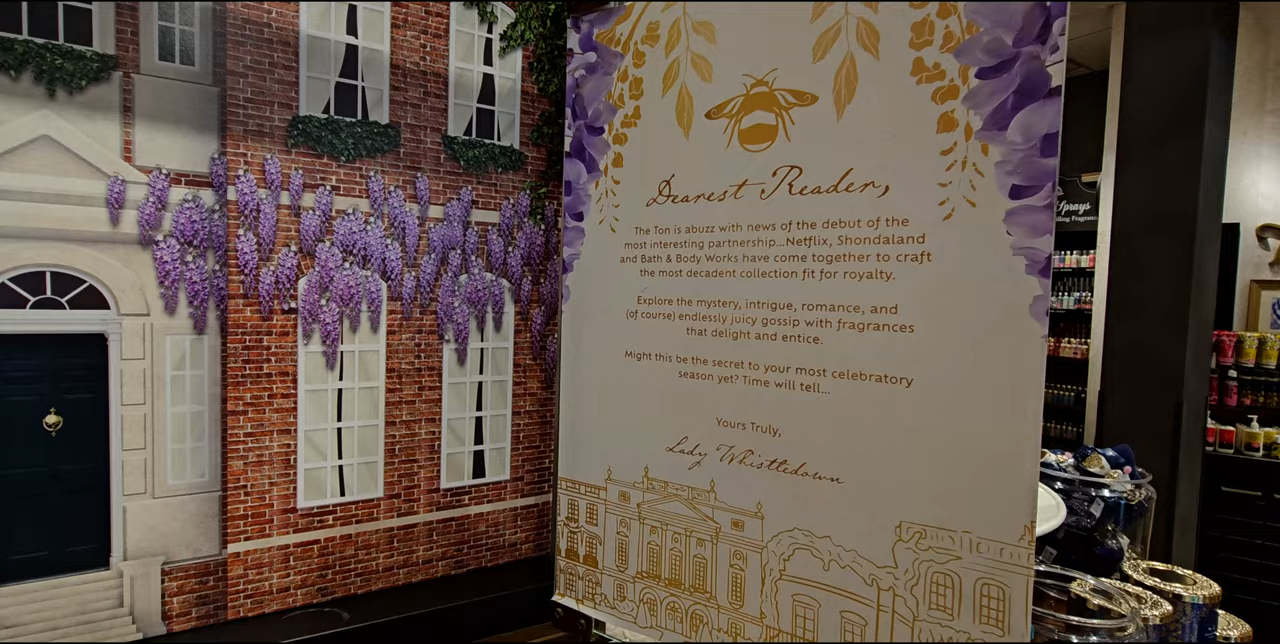 Dearest Reader,
The Ton is abuzz with news of the debut of the
most interesting partnership...Netflix, Shondaland
and Bath & Body Works have come together to craft
the most decadent collection fit for royalty.
Explore the mystery, intrigue, romance, and
(of course) endlessly juicy gossip with fragrances
that delight and entice.
Might this be the secret to your most celebratory
season yet? Time will tell...
Yours Truly,
Lady Whistledown
Sprays